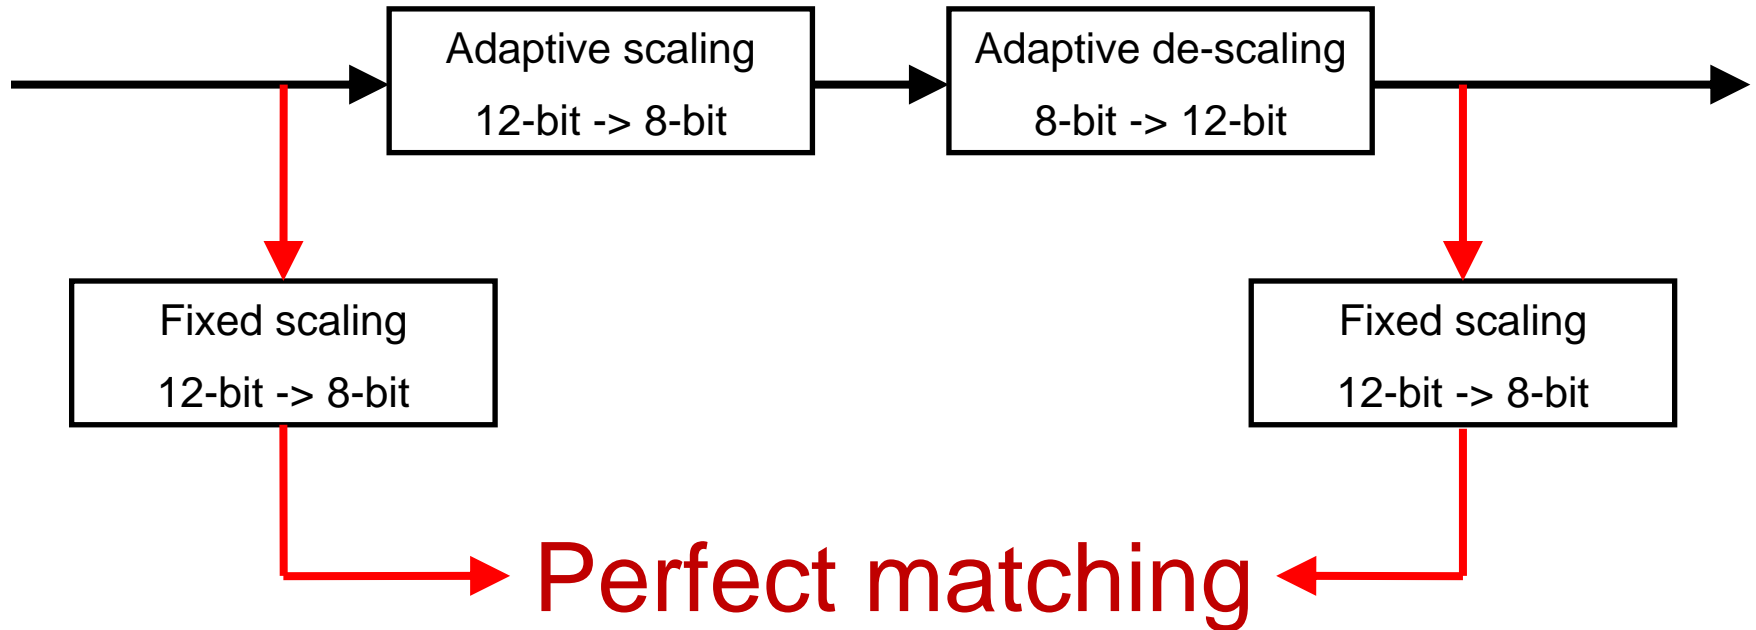 Adaptive scaling
12-bit -> 8-bit
Adaptive de-scaling
8-bit -> 12-bit
Fixed scaling
12-bit -> 8-bit
Fixed scaling
12-bit -> 8-bit
Perfect matching